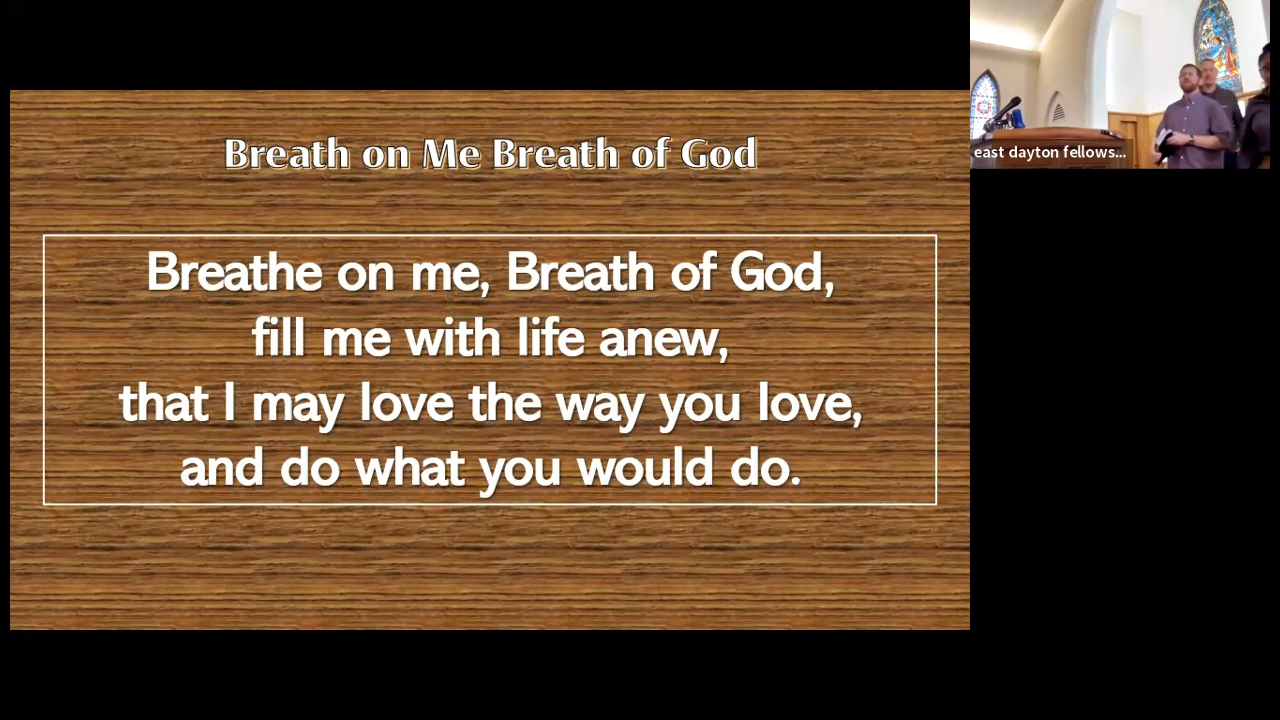 Breath on Me Breath of God
Breathe on me, Breath of God,
fill me with life anew,
that I may love the way you love,
and do what you would do.
east dayton fellows...